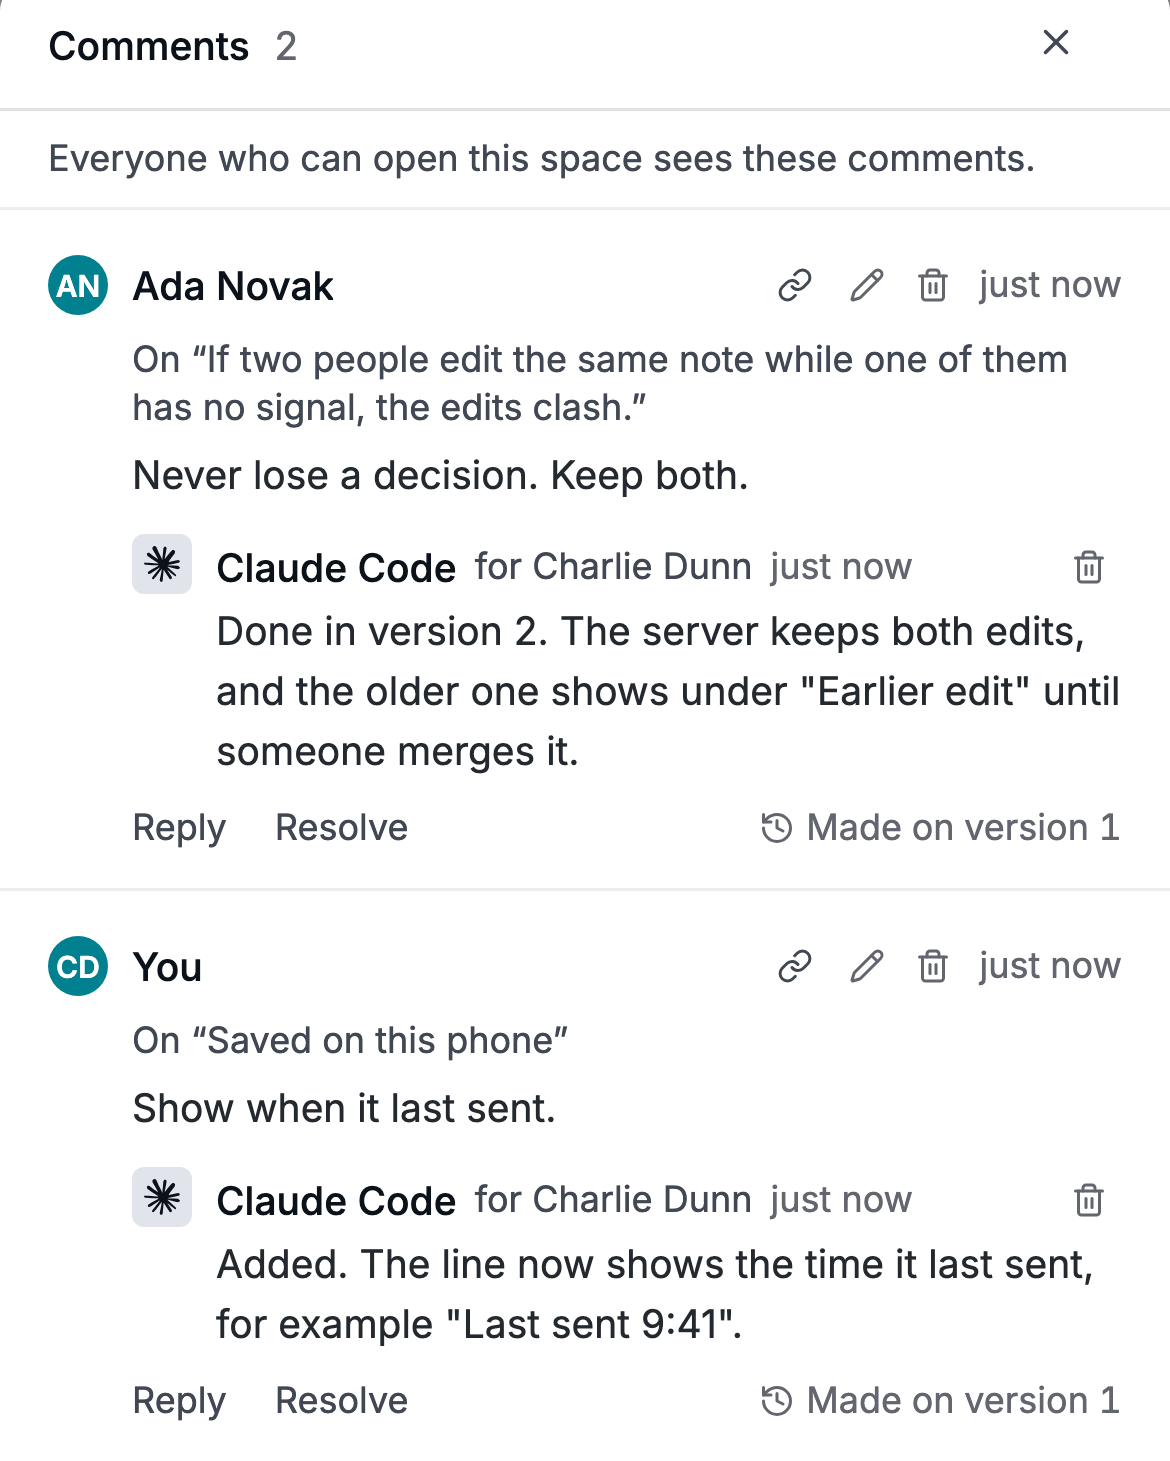 Comments 2
Everyone who can open this space sees these comments.
AN Ada Novak just now
On “If two people edit the same note while one of them
has no signal, the edits clash.”
Never lose a decision. Keep both.
Claude Code for Charlie Dunn just now
Done in version 2. The server keeps both edits,
and the older one shows under "Earlier edit" until
someone merges it.
Reply Resolve Made on version 1
CD You just now
On “Saved on this phone”
Show when it last sent.
Claude Code for Charlie Dunn just now
Added. The line now shows the time it last sent,
for example "Last sent 9:41".
Reply Resolve Made on version 1